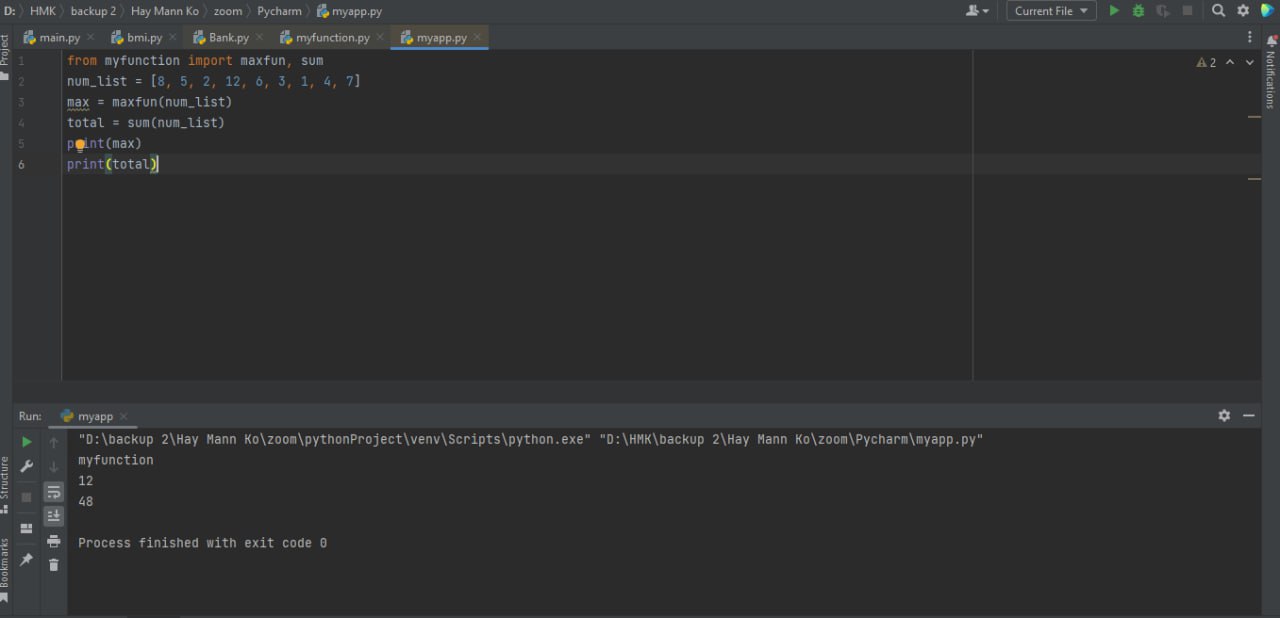 D: > HMK > backup 2 > Hay Mann Ko > zoom > Pycharm > myapp.py
Current File
main.py
bmi.py
Bank.py
myfunction.py
myapp.py
Project
Notifications
2
1 from myfunction import maxfun, sum
2 num_list = [8, 5, 2, 12, 6, 3, 1, 4, 7]
3 max = maxfun(num_list)
4 total = sum(num_list)
5 print(max)
6 print(total)
Run: myapp
"D:\backup 2\Hay Mann Ko\zoom\pythonProject\venv\Scripts\python.exe" "D:\HMK\backup 2\Hay Mann Ko\zoom\Pycharm\myapp.py"
myfunction
12
48
Process finished with exit code 0
Structure
Bookmarks